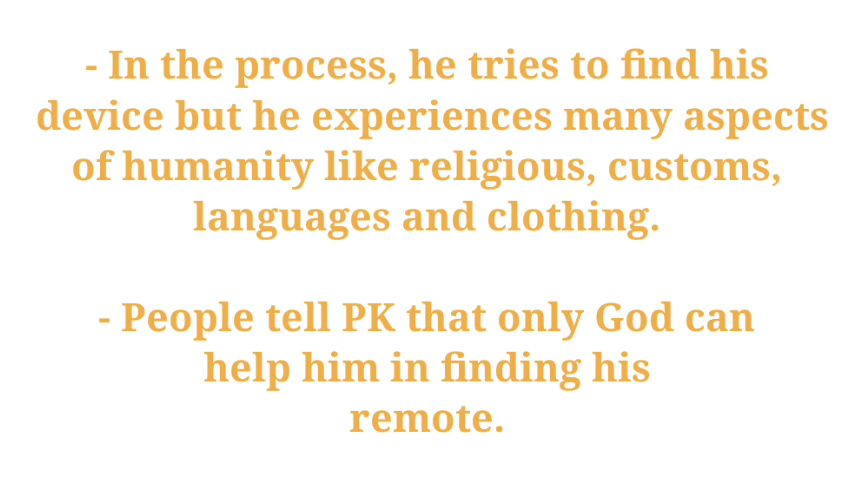 - In the process, he tries to find his
device but he experiences many aspects
of humanity like religious, customs,
languages and clothing.
- People tell PK that only God can
help him in finding his
remote.